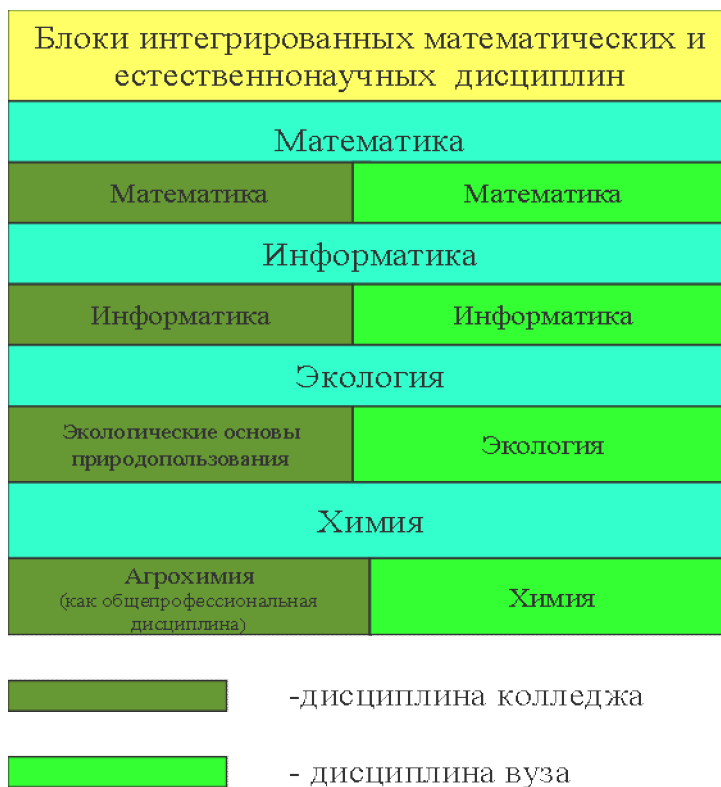 Блоки интегрированных математических и
естественнонаучных дисциплин
Математика
Математика
Математика
Информатика
Информатика
Информатика
Экология
Экологические основы
природопользования
Экология
Химия
Агрохимия
(как общепрофессиональная
дисциплина)
Химия
-дисциплина колледжа
- дисциплина вуза